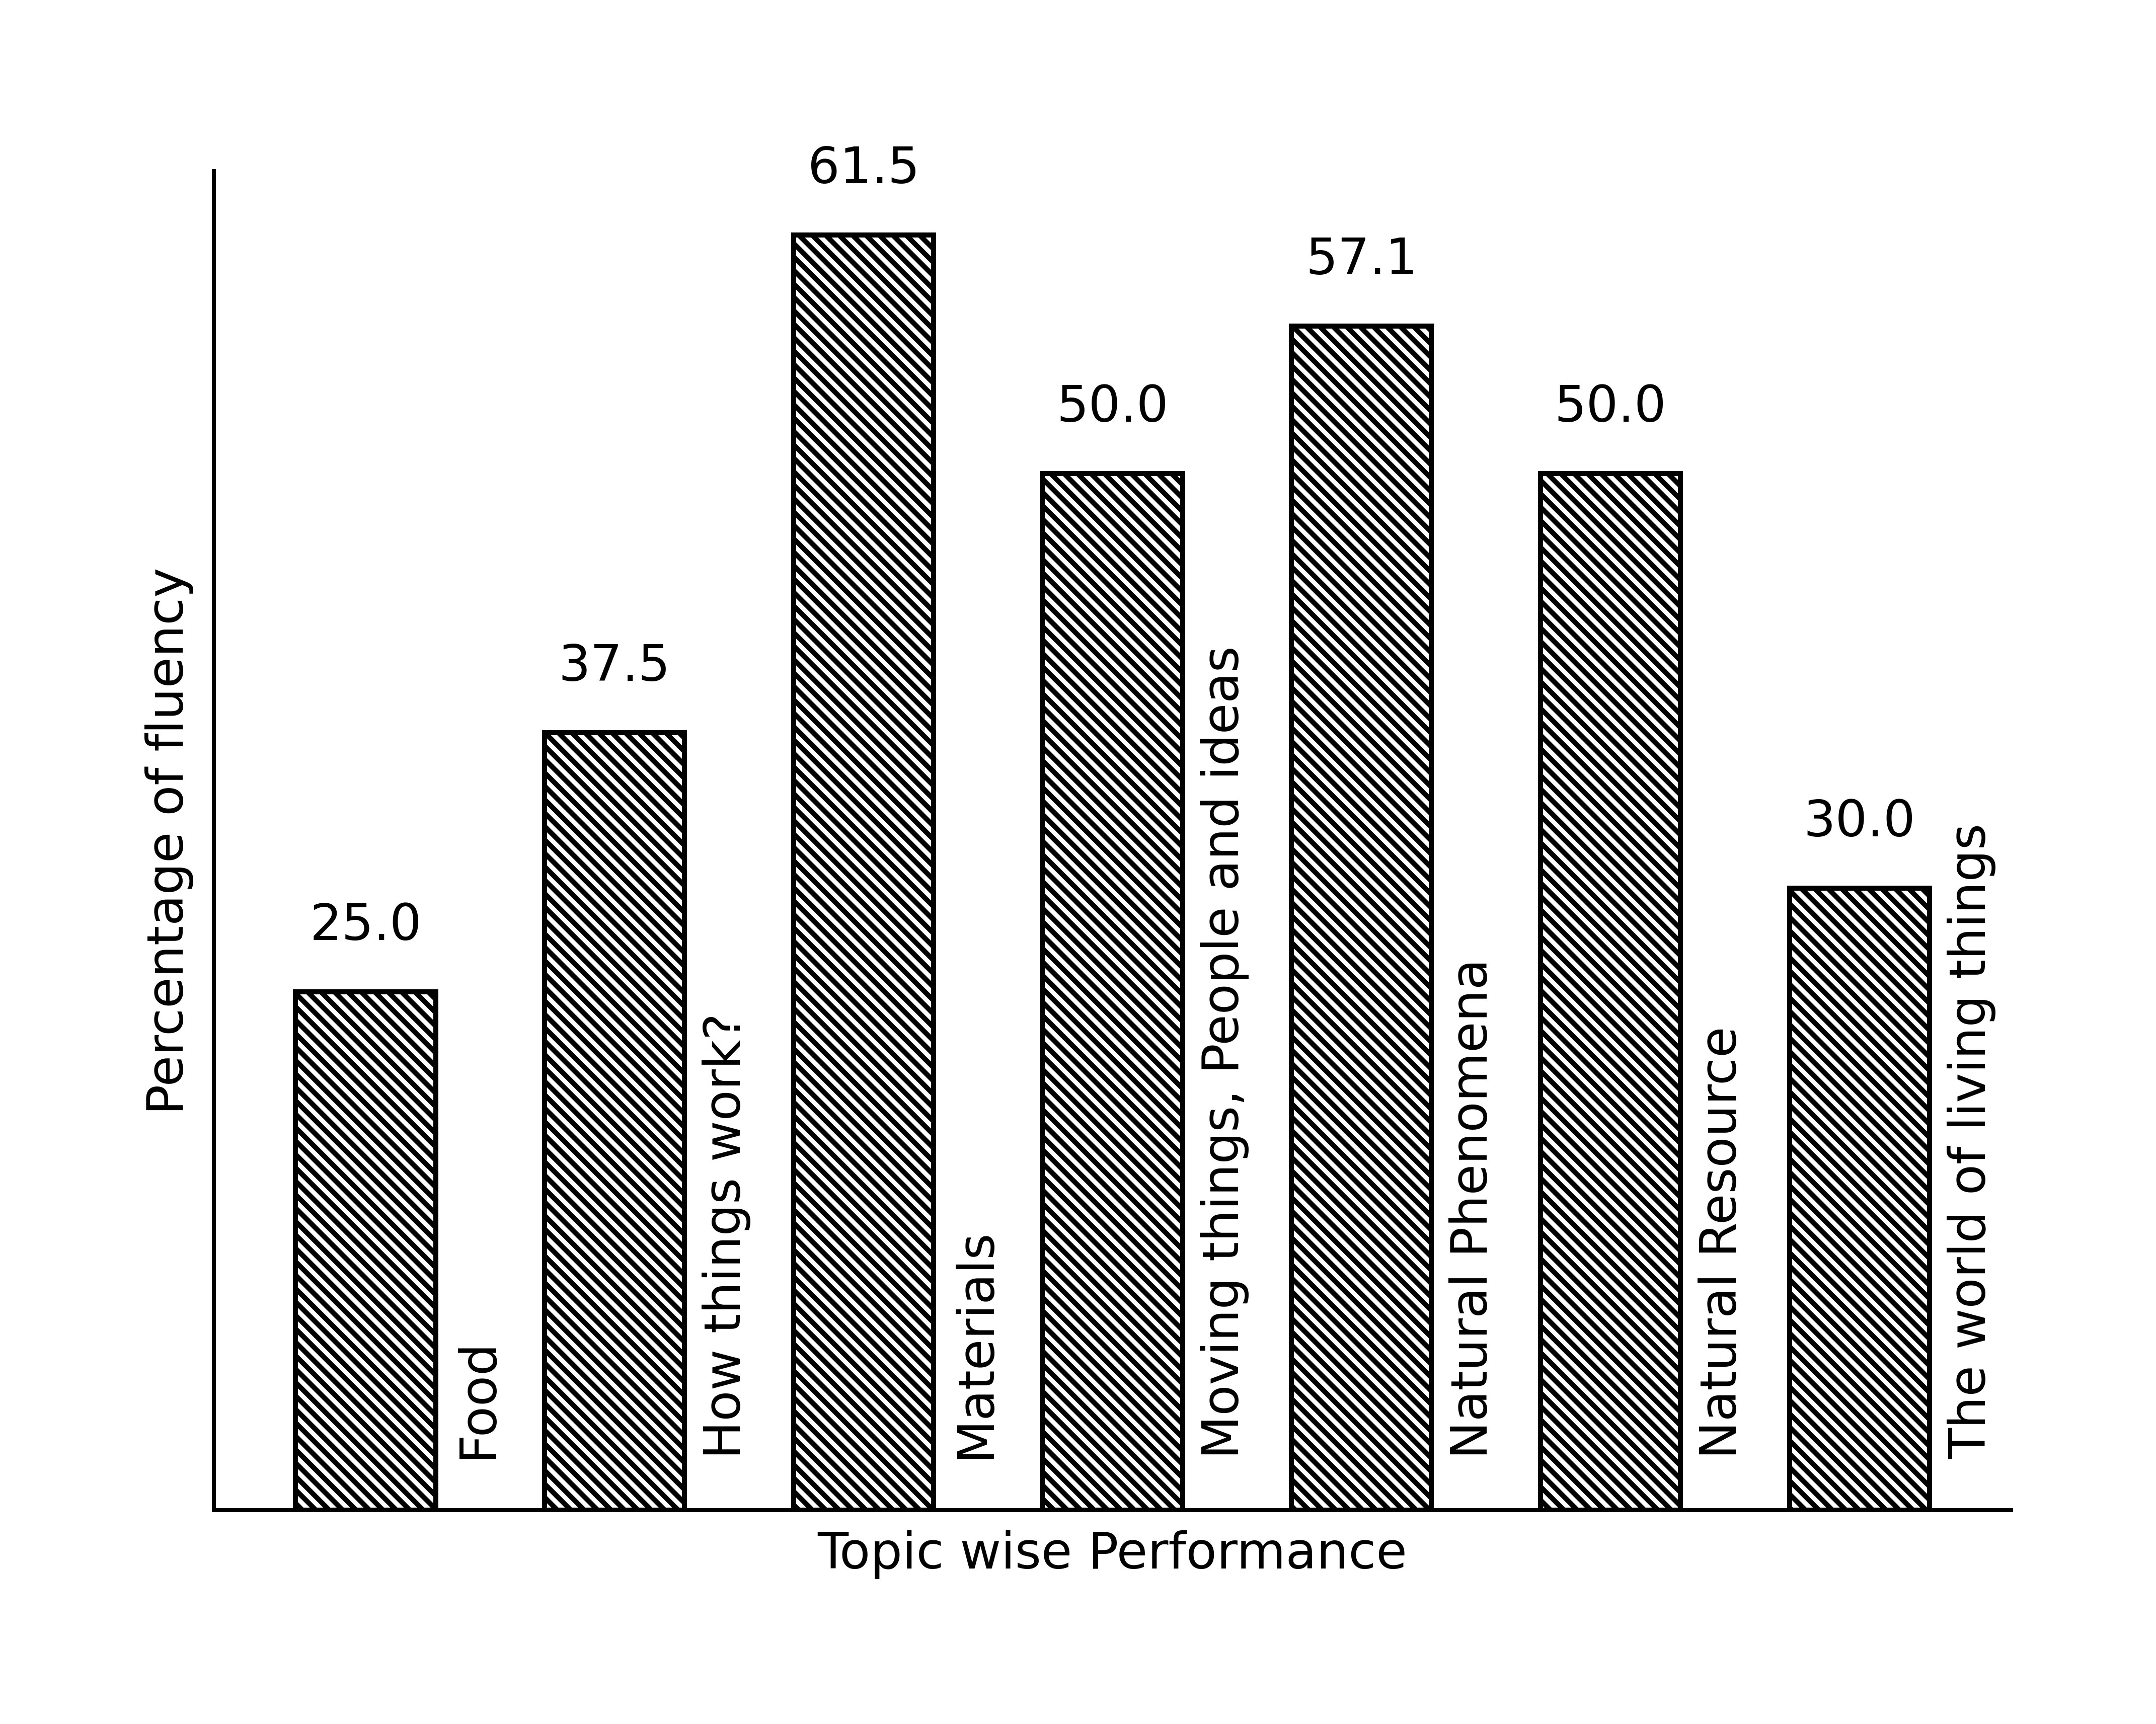 61.5
57.1
50.0
50.0
37.5
30.0
25.0
Percentage of fluency
Food
How things work?
Materials
Moving things, People and ideas
Natural Phenomena
Natural Resource
The world of living things
Topic wise Performance